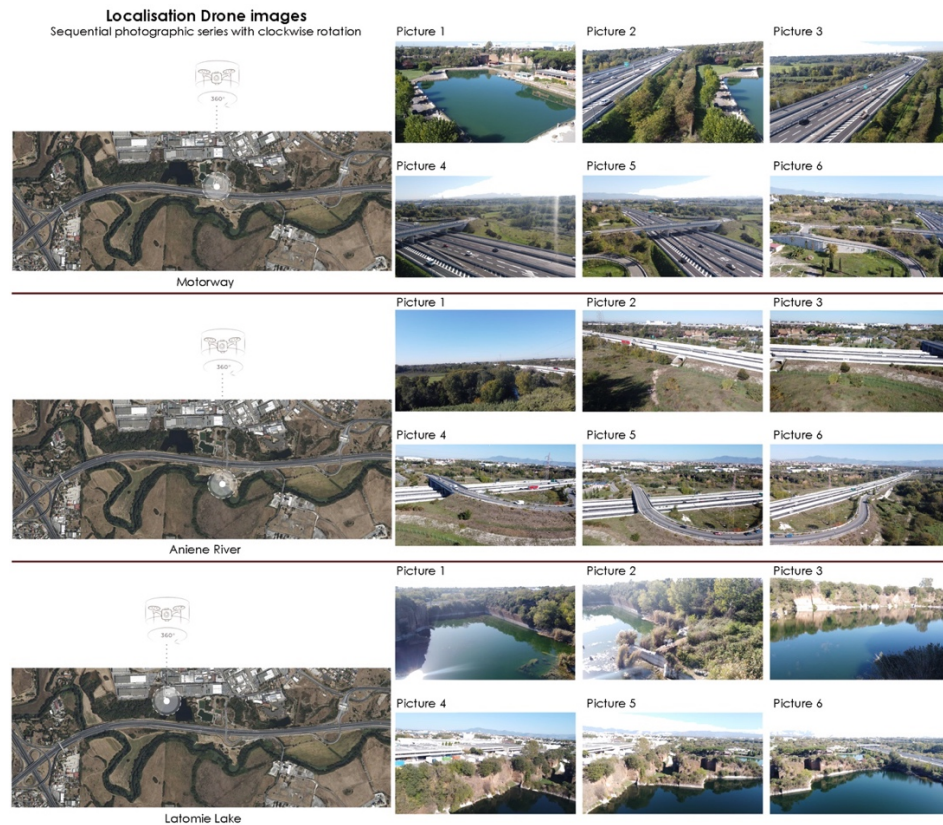 Localisation Drone images
Sequential photographic series with clockwise rotation
360°
Motorway
Picture 1
Picture 2
Picture 3
Picture 4
Picture 5
Picture 6
360°
Aniene River
Picture 1
Picture 2
Picture 3
Picture 4
Picture 5
Picture 6
360°
Latomie Lake
Picture 1
Picture 2
Picture 3
Picture 4
Picture 5
Picture 6